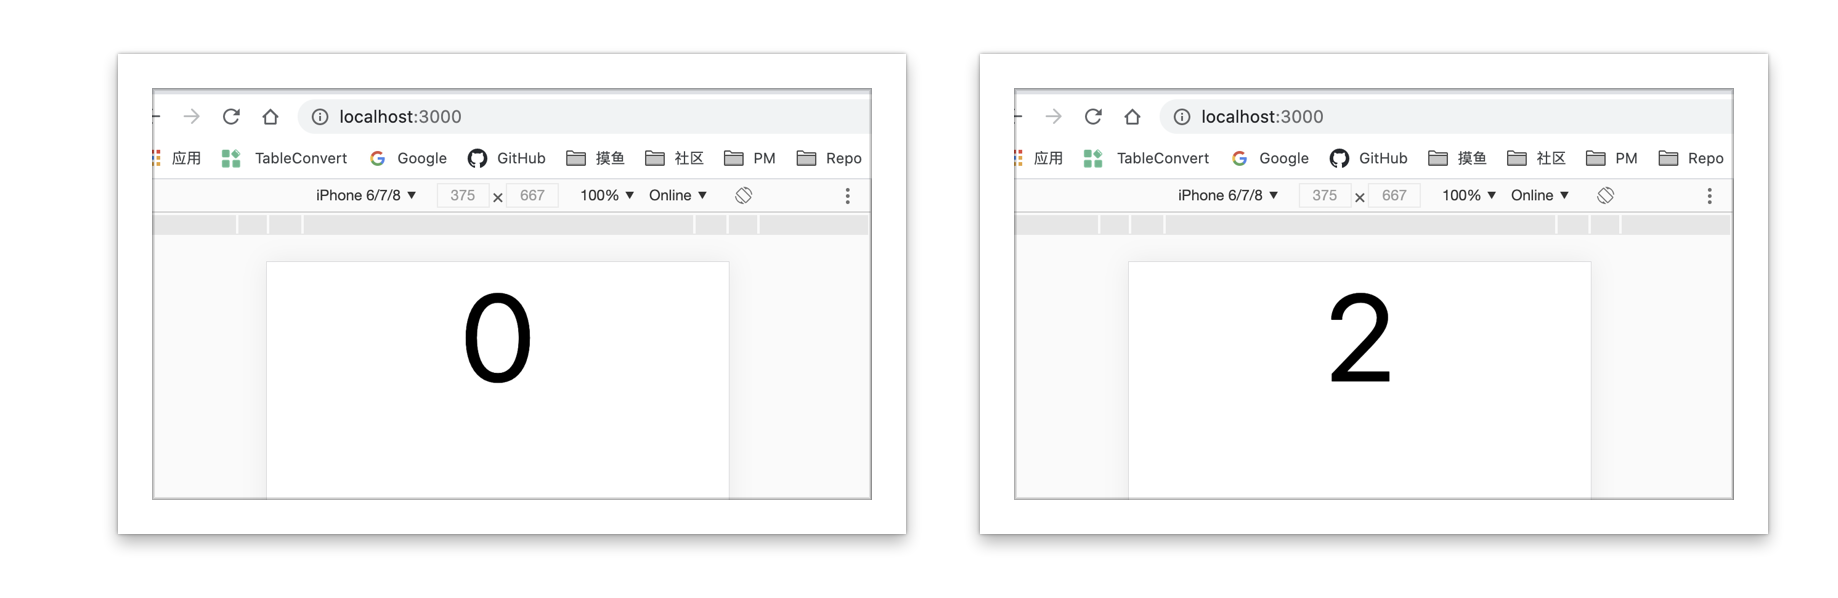 localhost:3000
应用 TableConvert Google GitHub 摸鱼 社区 PM Repo
iPhone 6/7/8 ▼ 375 × 667 100% ▼ Online ▼
0
localhost:3000
应用 TableConvert Google GitHub 摸鱼 社区 PM Repo
iPhone 6/7/8 ▼ 375 × 667 100% ▼ Online ▼
2